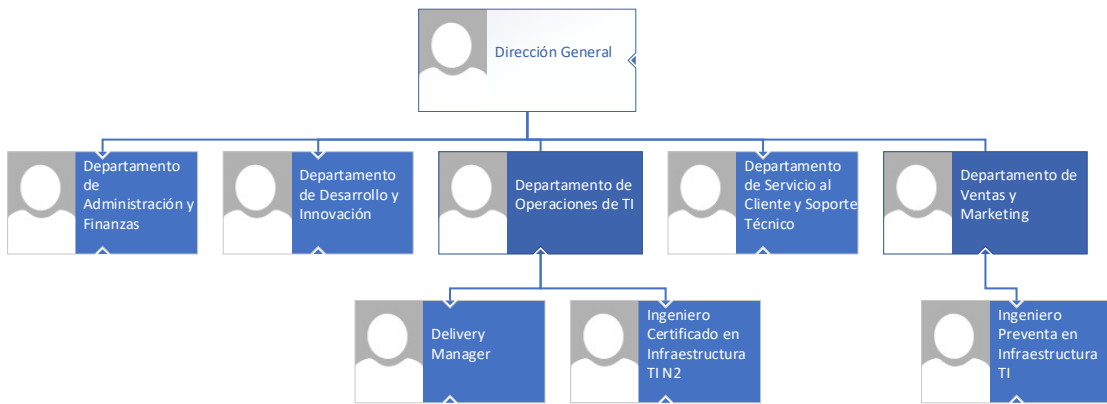 Dirección General
Departamento
de
Administración y
Finanzas
Departamento
de Desarrollo y
Innovación
Departamento de
Operaciones de TI
Departamento
de Servicio al
Cliente y Soporte
Técnico
Departamento de
Ventas y
Marketing
Delivery
Manager
Ingeniero
Certificado en
Infraestructura
TI N2
Ingeniero
Preventa en
Infraestructura
TI